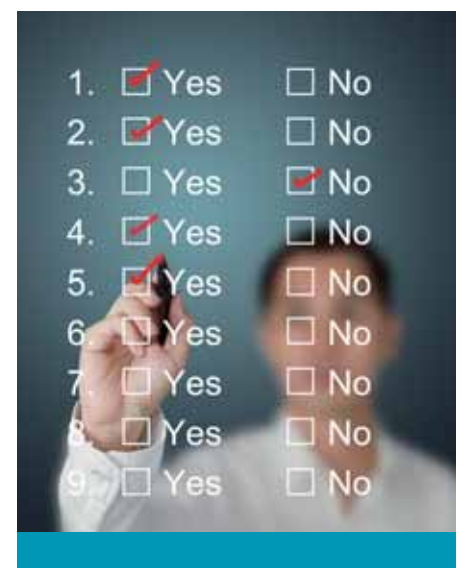 1. Yes No
2. Yes No
3. Yes No
4. Yes No
5. Yes No
6. Yes No
7. Yes No
8. Yes No
9. Yes No